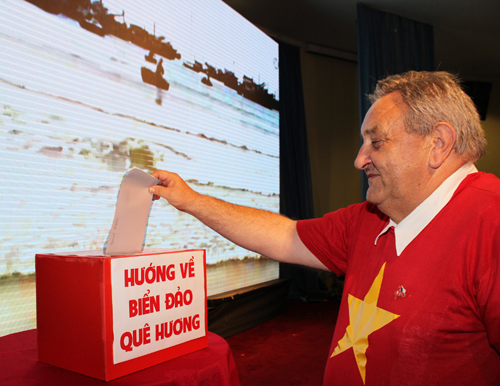 HƯỚNG VỀ
BIỂN ĐẢO
QUÊ HƯƠNG